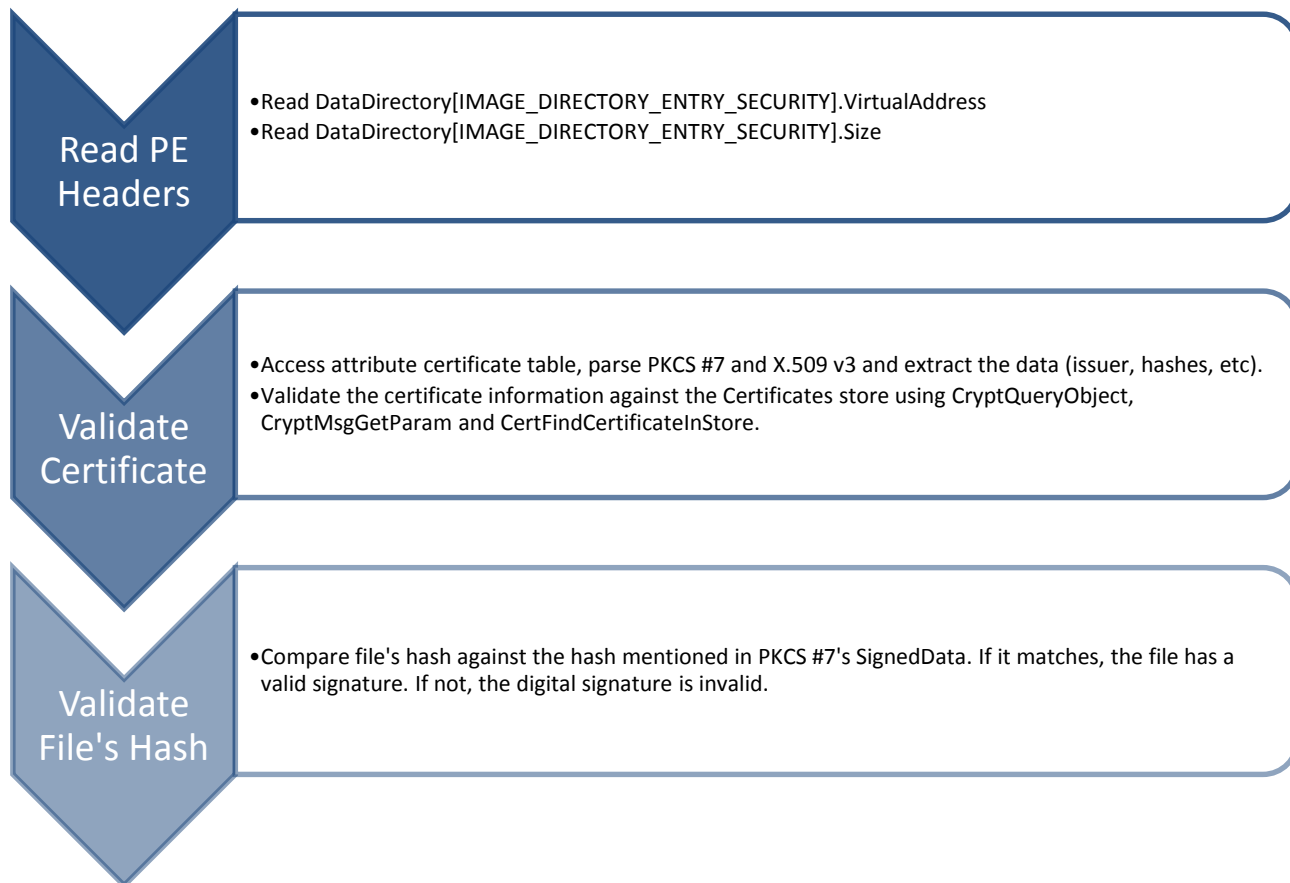 Read PE
Headers
•Read DataDirectory[IMAGE_DIRECTORY_ENTRY_SECURITY].VirtualAddress
•Read DataDirectory[IMAGE_DIRECTORY_ENTRY_SECURITY].Size
Validate
Certificate
•Access attribute certificate table, parse PKCS #7 and X.509 v3 and extract the data (issuer, hashes, etc).
•Validate the certificate information against the Certificates store using CryptQueryObject,
CryptMsgGetParam and CertFindCertificateInStore.
Validate
File's Hash
•Compare file's hash against the hash mentioned in PKCS #7's SignedData. If it matches, the file has a
valid signature. If not, the digital signature is invalid.